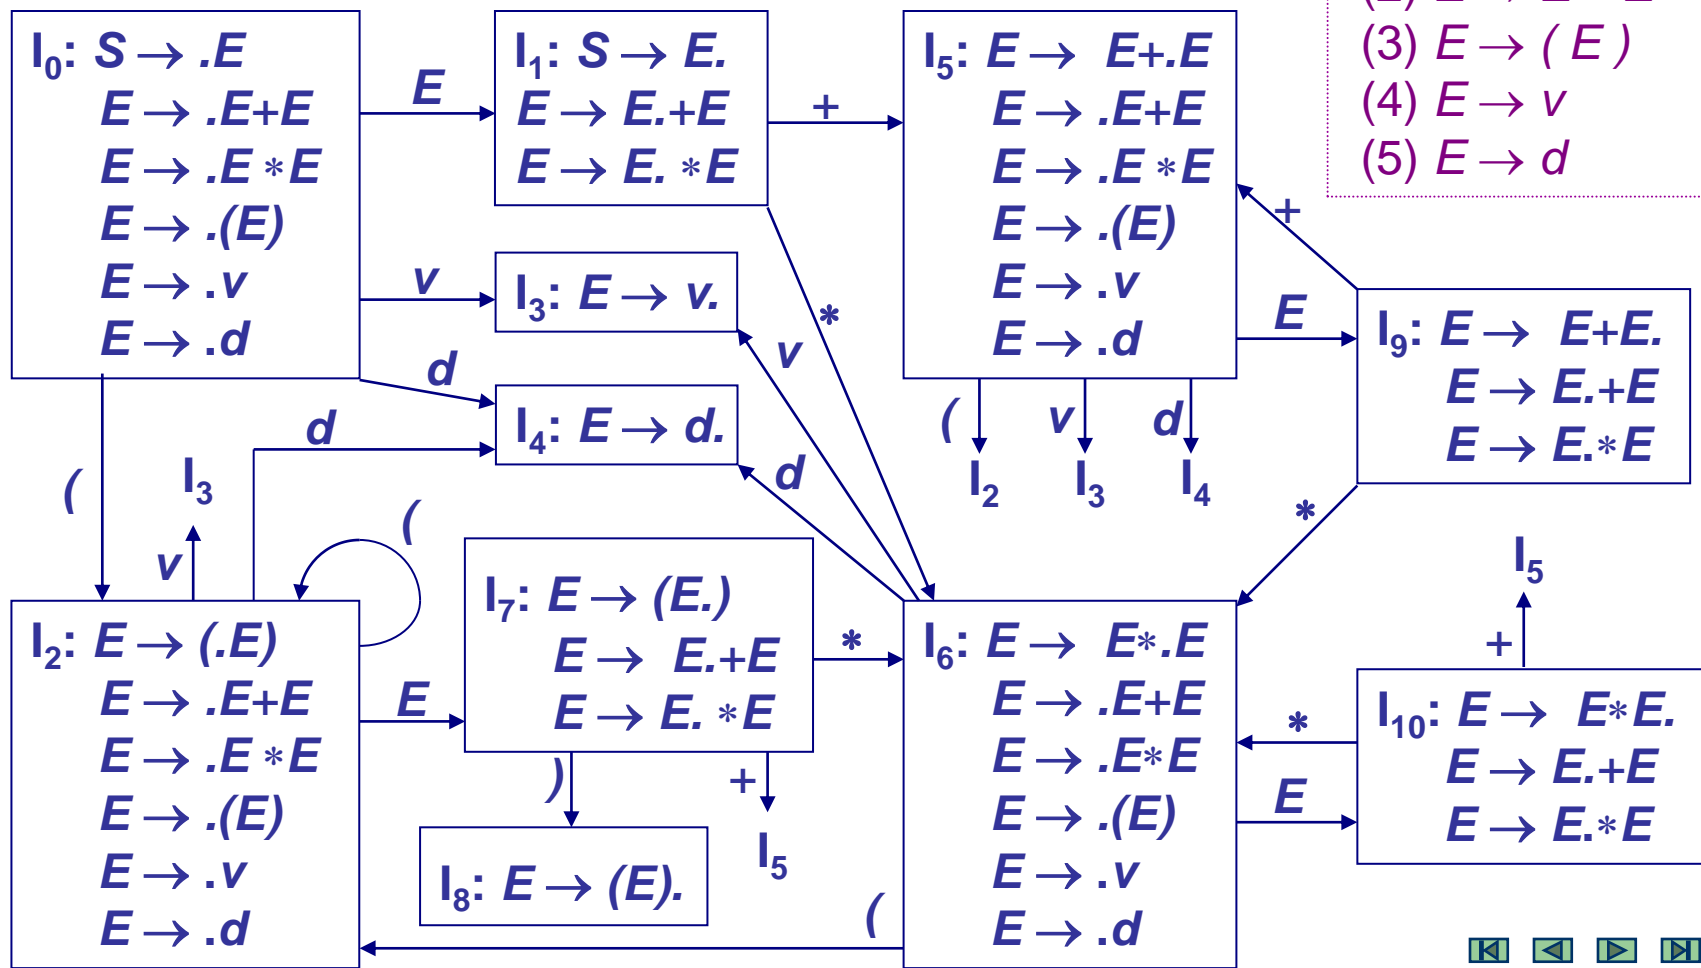 I0: S → .E
E → .E+E
E → .E *E
E → .(E)
E → .v
E → .d
E
I1: S → E.
E → E.+E
E → E. *E
+
I5: E → E+.E
E → .E+E
E → .E *E
E → .(E)
E → .v
E → .d
(3) E → ( E )
(4) E → v
(5) E → d
v
I3: E → v.
d
I4: E → d.
*
v
d
+
E
I9: E → E+E.
E → E.+E
E → E.*E
(
v
d
I2
I3
I4
*
(
I3
v
d
(
I2: E → (.E)
E → .E+E
E → .E *E
E → .(E)
E → .v
E → .d
E
I7: E → (E.)
E → E.+E
E → E. *E
*
)
+
I5
I8: E → (E).
(
I6: E → E*.E
E → .E+E
E → .E*E
E → .(E)
E → .v
E → .d
*
E
I5
+
I10: E → E*E.
E → E.+E
E → E.*E